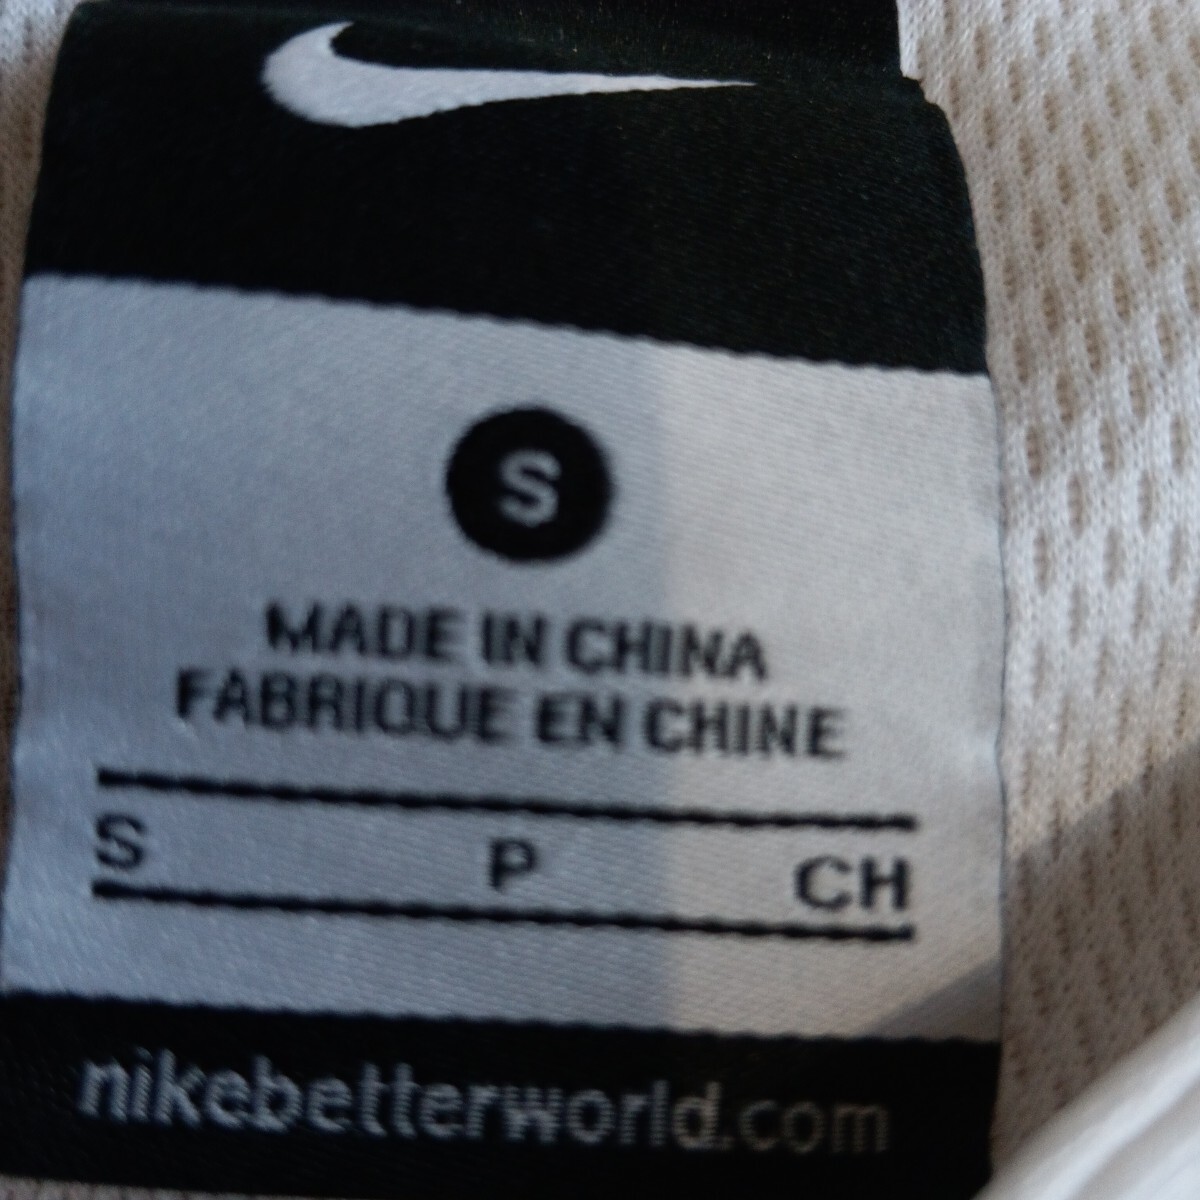 S
MADE IN CHINA
FABRIQUE EN CHINE
S P CH
nikebetterworld.com